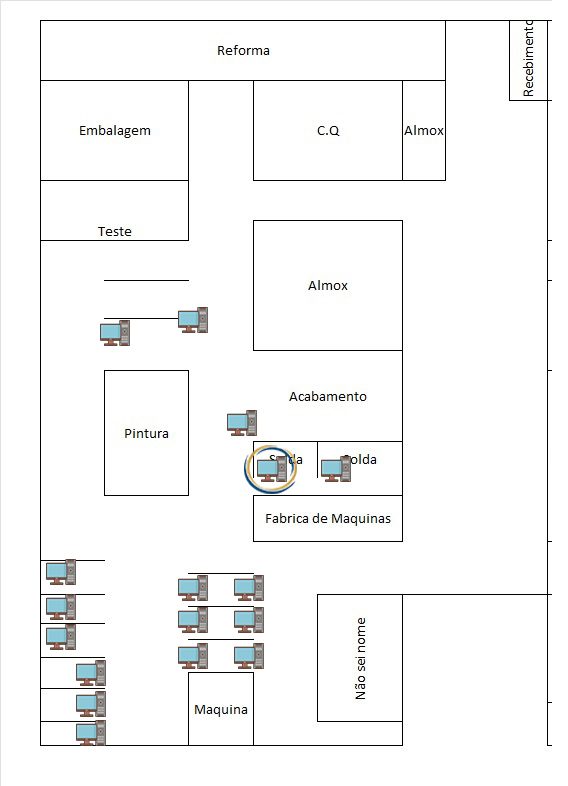 Reforma
Recebimento
Embalagem
C.Q
Almox
Teste
Almox
Acabamento
Pintura
Solda
Solda
Fabrica de Maquinas
Não sei nome
Maquina